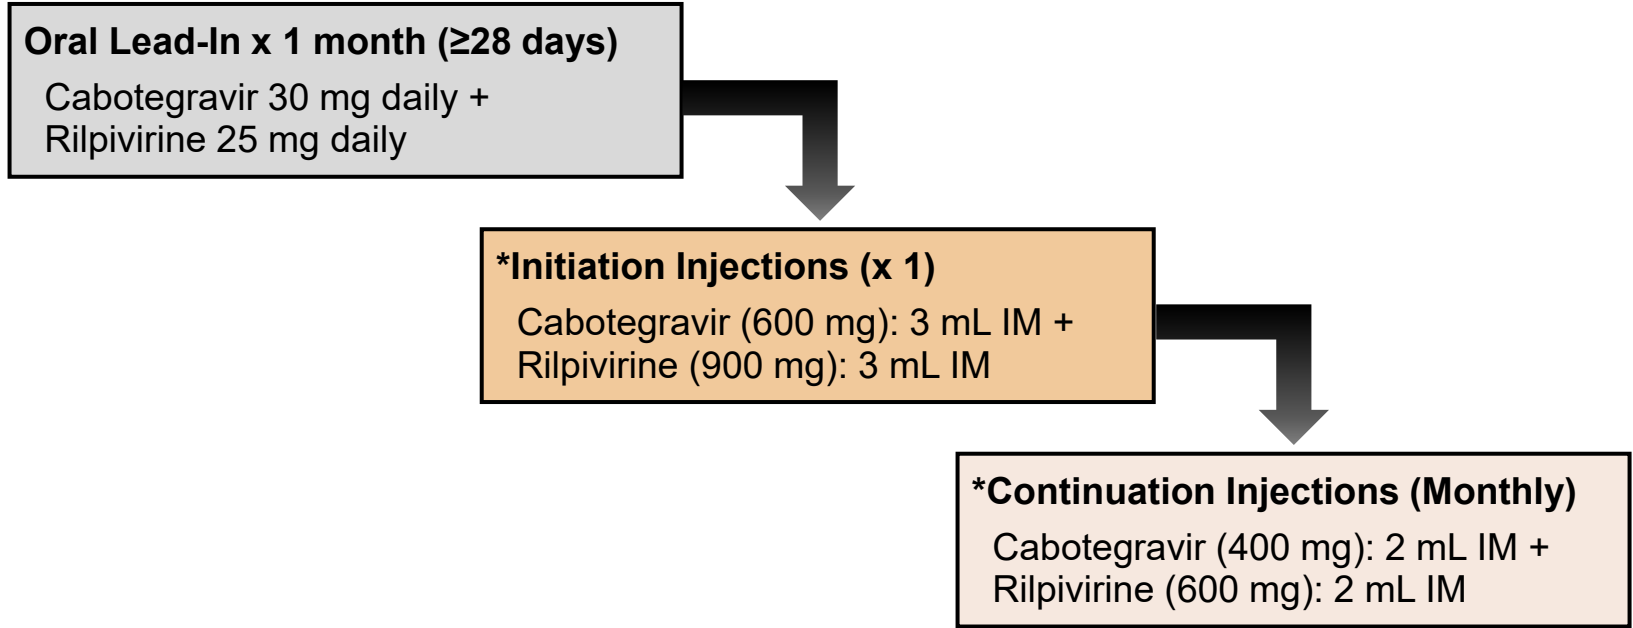 Oral Lead-In x 1 month (≥28 days)
Cabotegravir 30 mg daily +
Rilpivirine 25 mg daily
*Initiation Injections (x 1)
Cabotegravir (600 mg): 3 mL IM +
Rilpivirine (900 mg): 3 mL IM
*Continuation Injections (Monthly)
Cabotegravir (400 mg): 2 mL IM +
Rilpivirine (600 mg): 2 mL IM